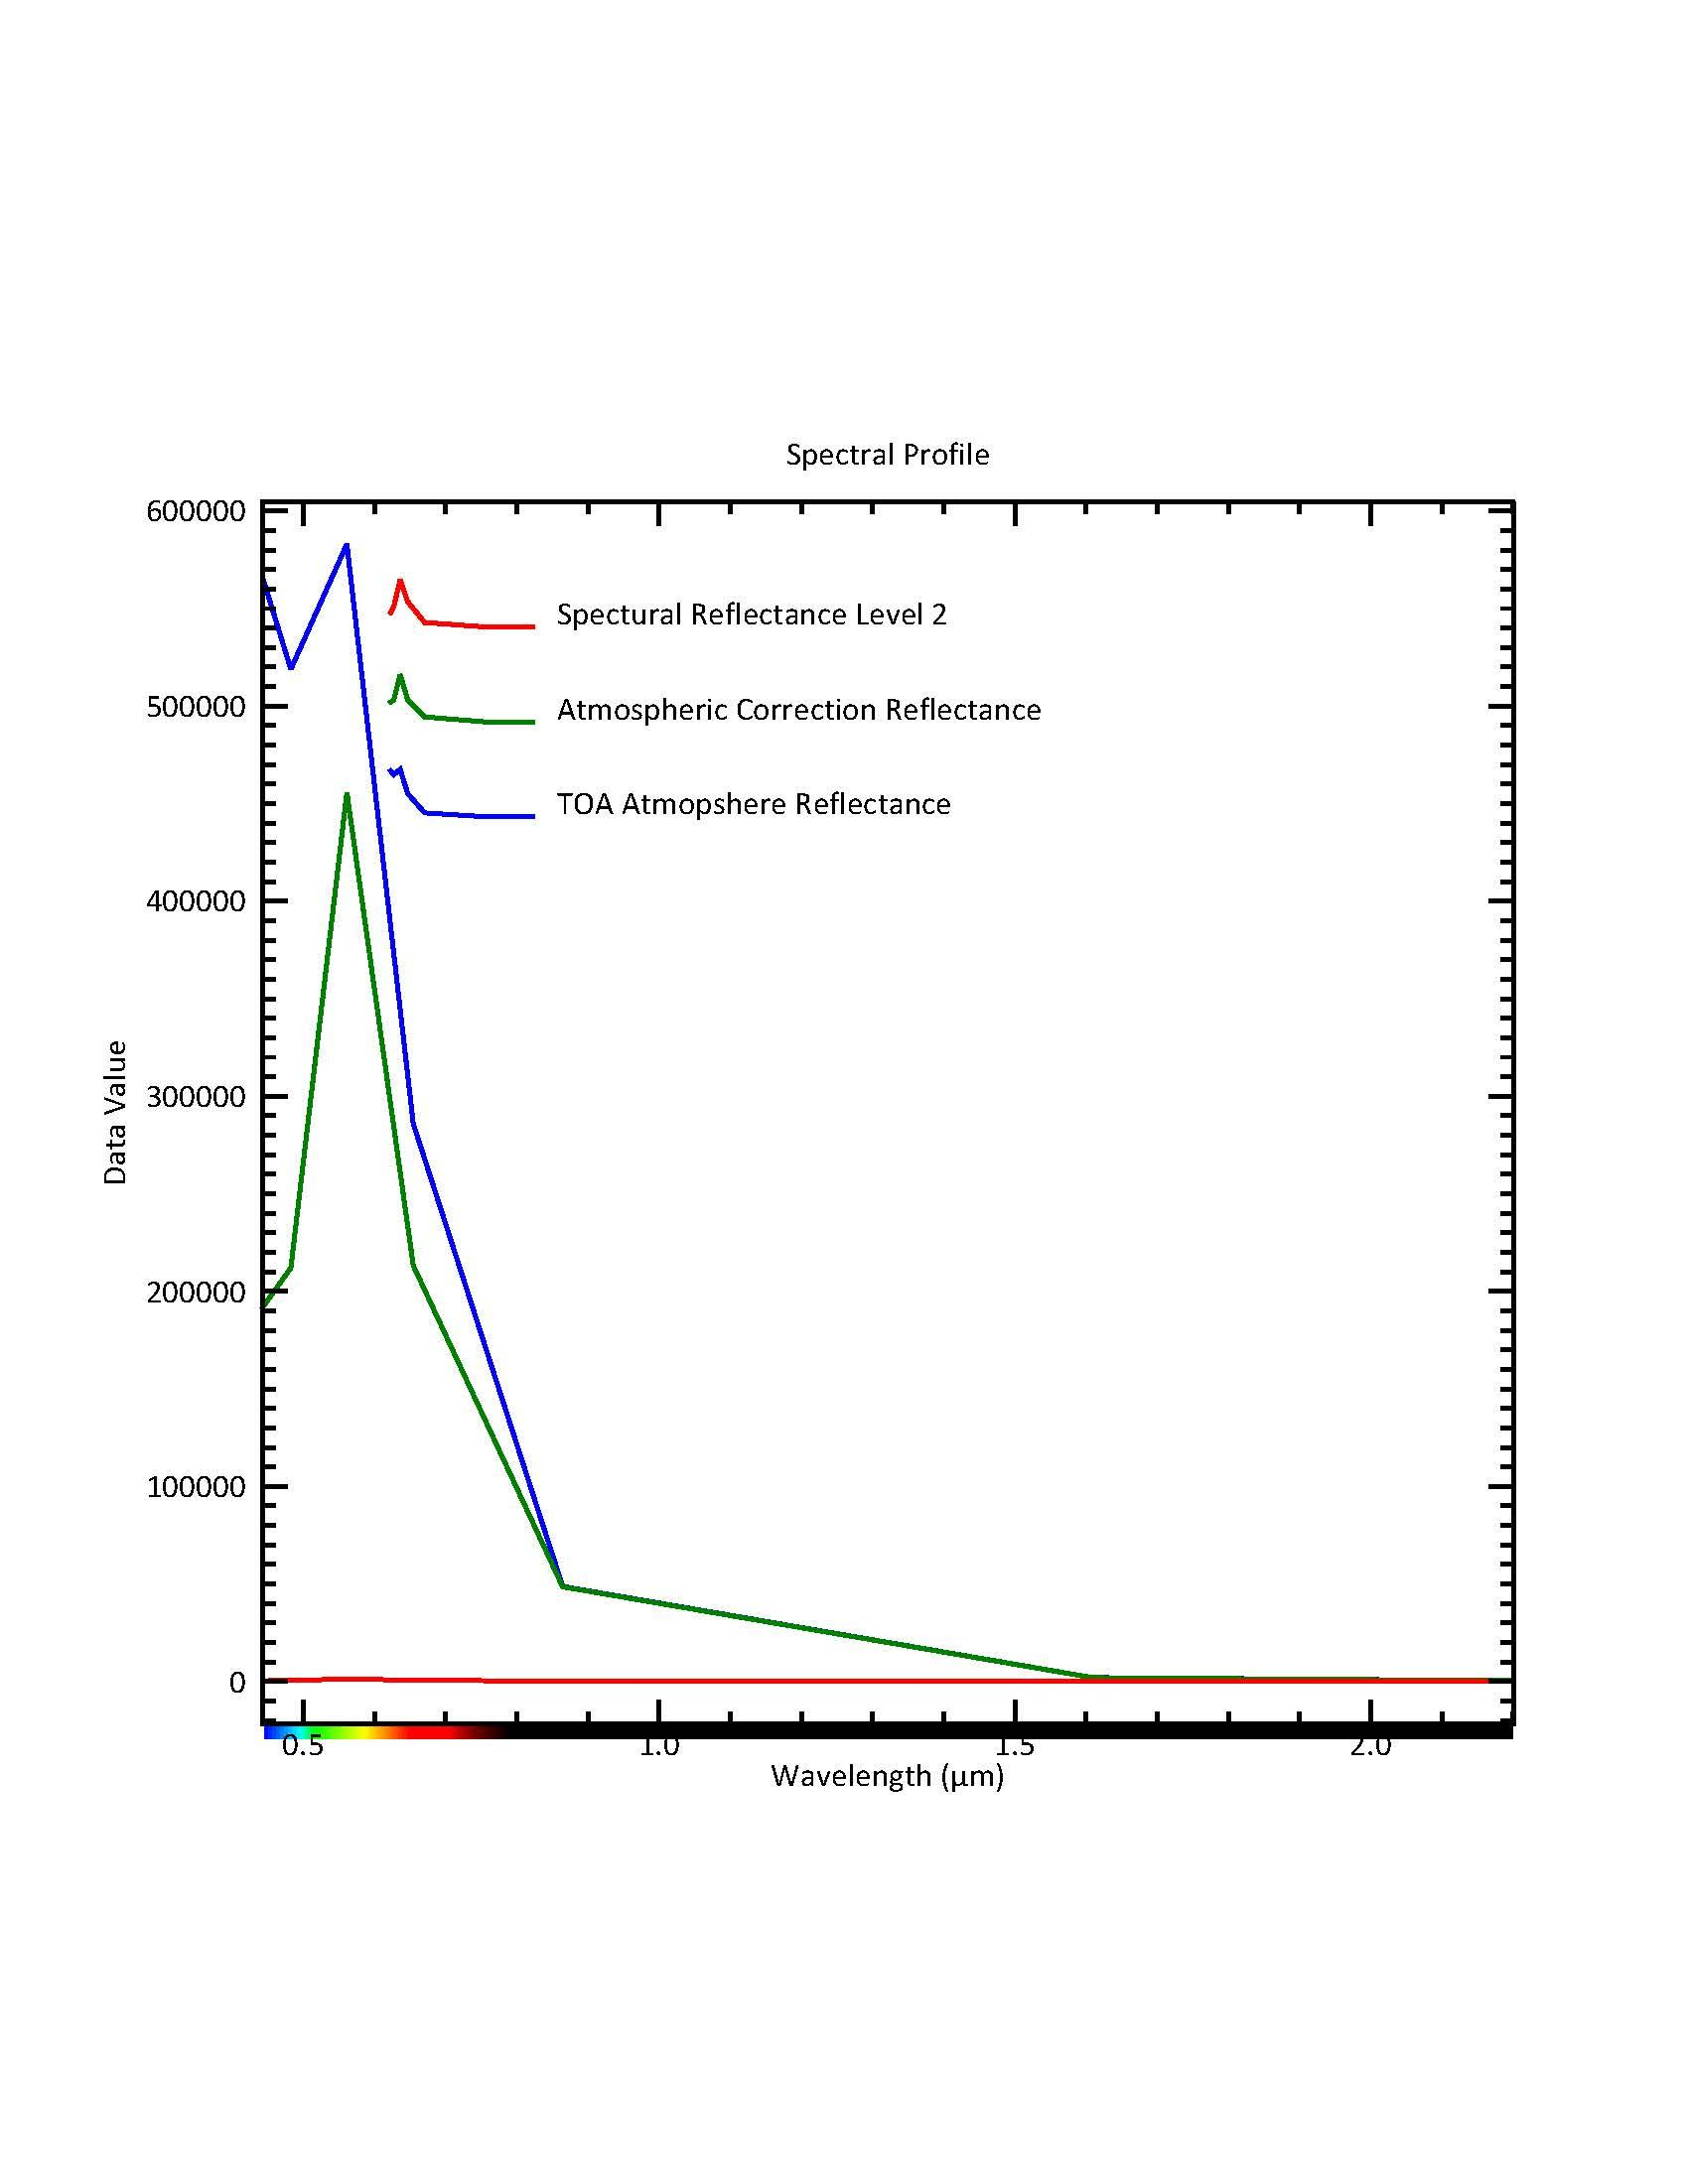 Spectral Profile
600000
Spectural Reflectance Level 2
500000
Atmospheric Correction Reflectance
TOA Atmopshere Reflectance
400000
Data Value
300000
200000
100000
0
0.5 1.0 1.5 2.0
Wavelength (µm)